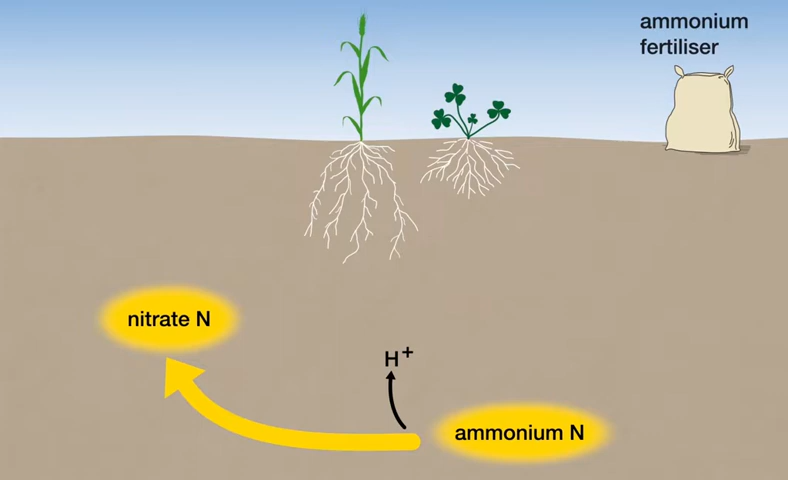 ammonium
fertiliser
nitrate N
H⁺
ammonium N